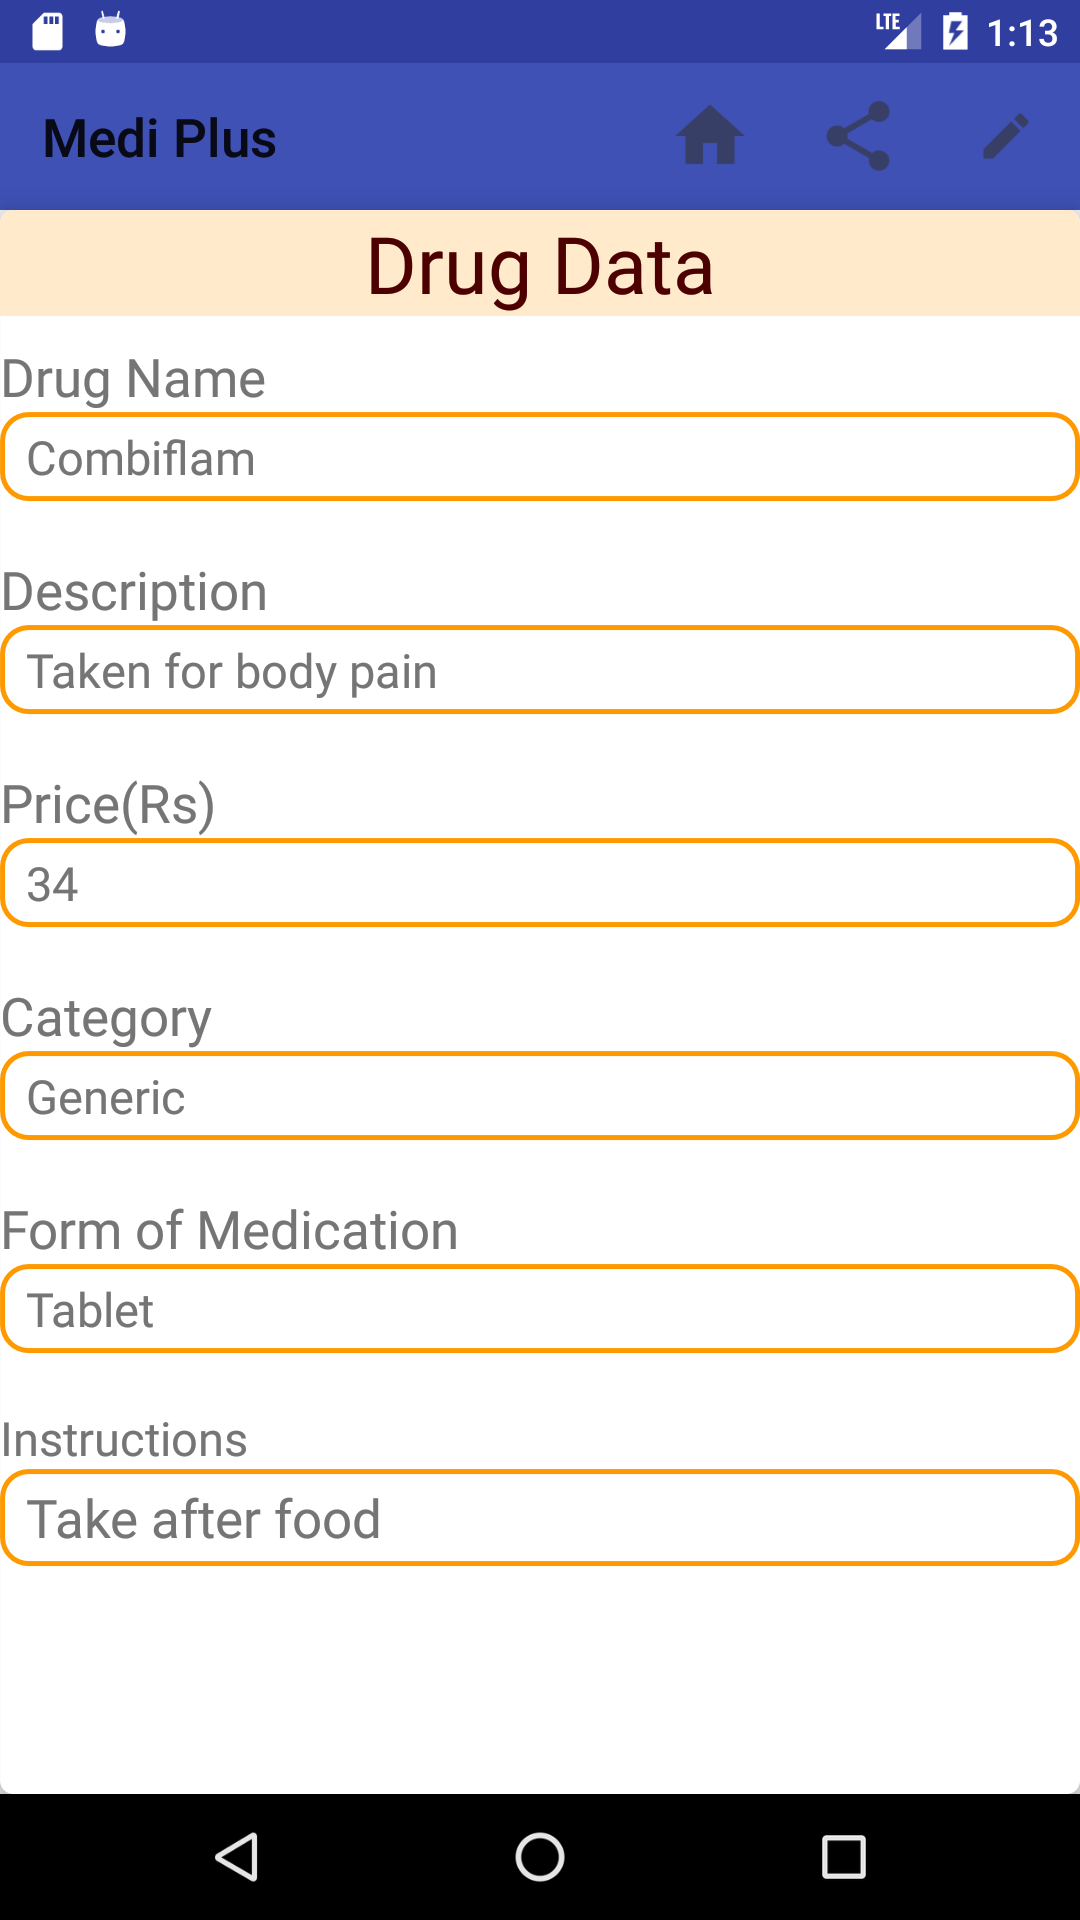 LTE 1:13
Medi Plus
Drug Data
Drug Name
Combiflam
Description
Taken for body pain
Price(Rs)
34
Category
Generic
Form of Medication
Tablet
Instructions
Take after food